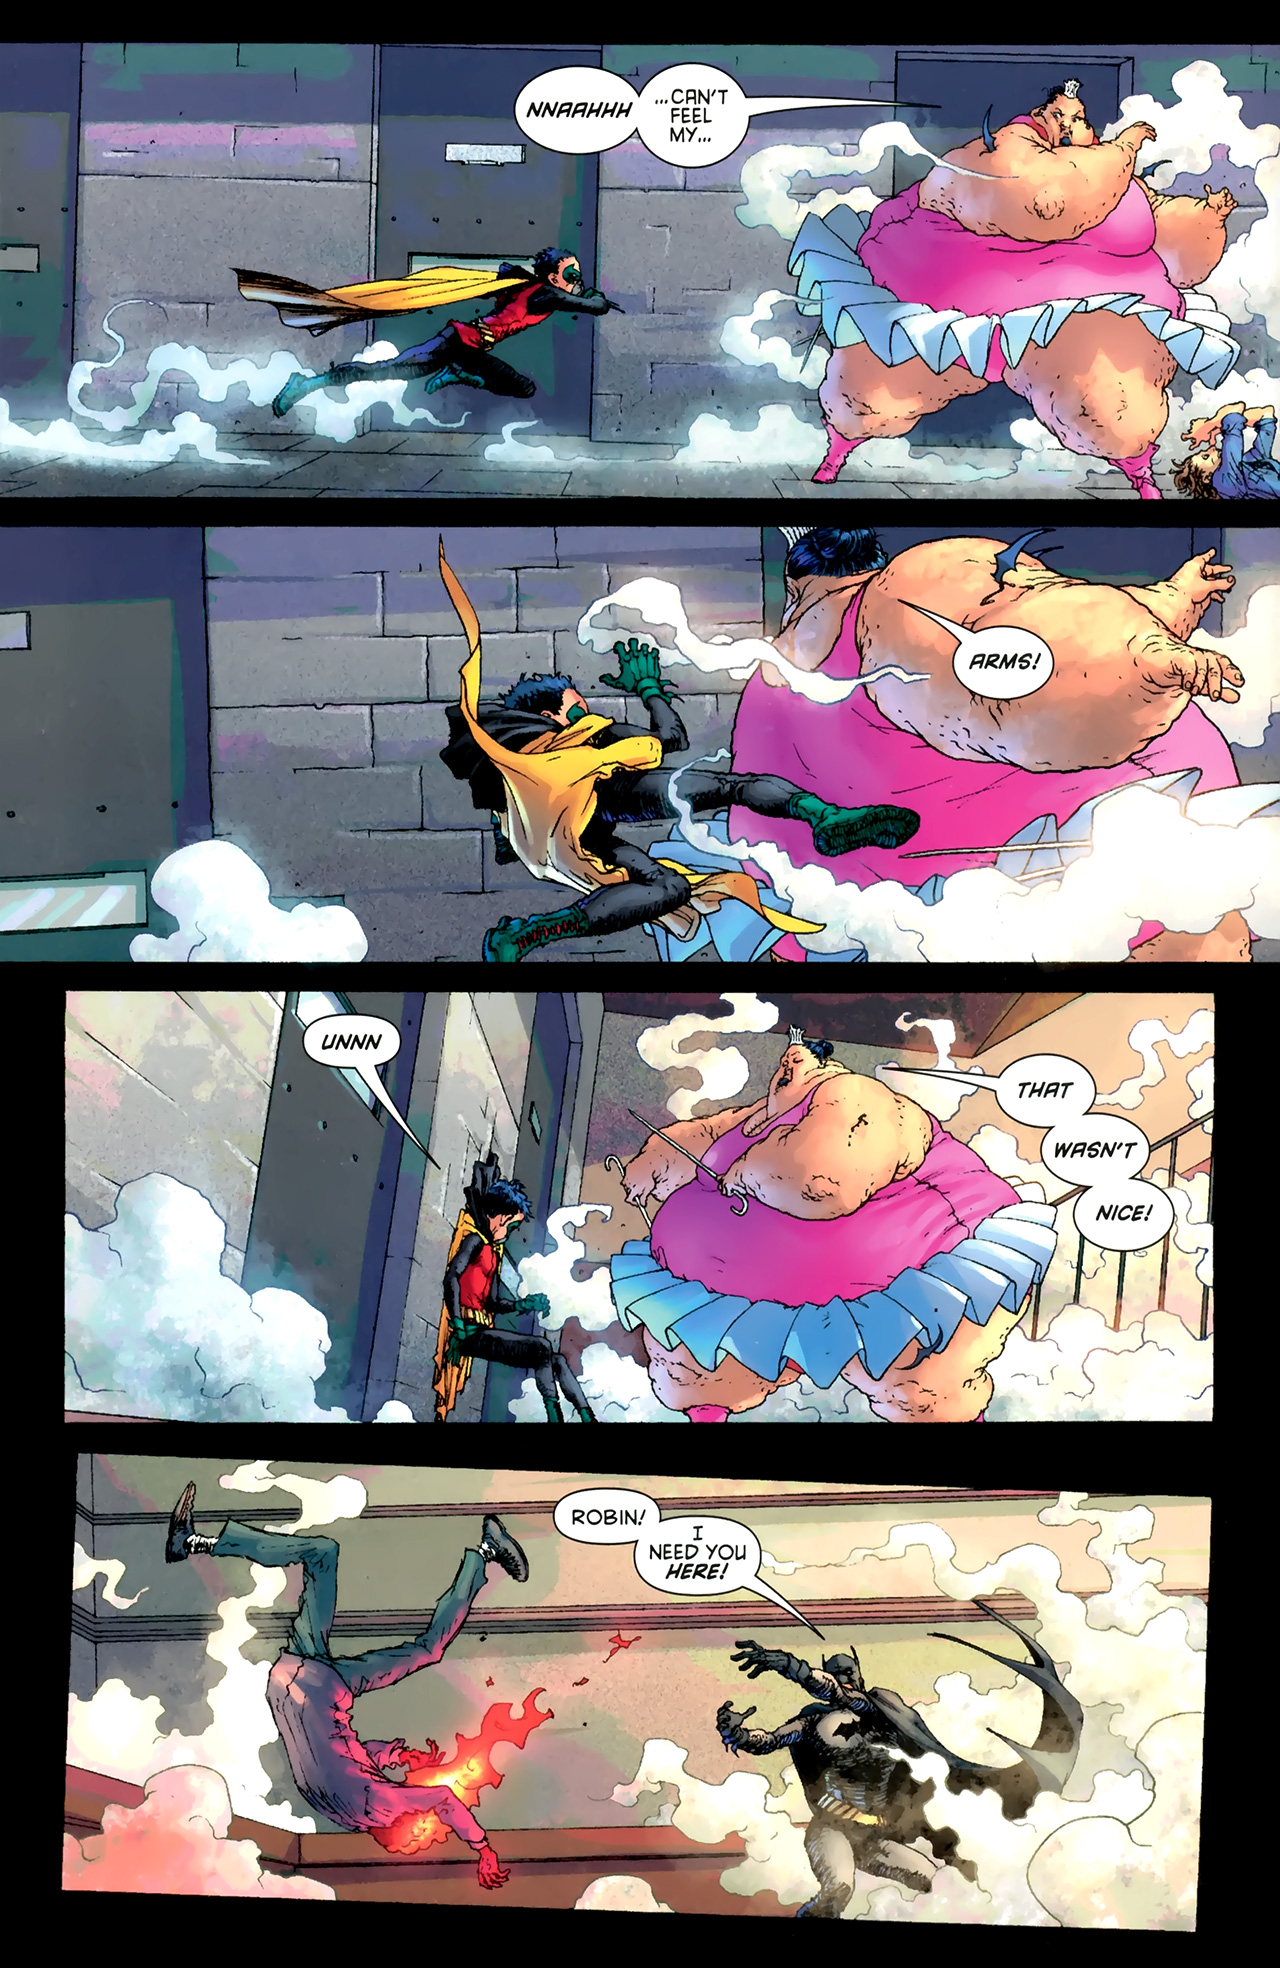 NNAAHHH
...CAN'T
FEEL
MY...
ARMS!
UNNN
THAT
WASN'T
NICE!
ROBIN!
I
NEED YOU
HERE!